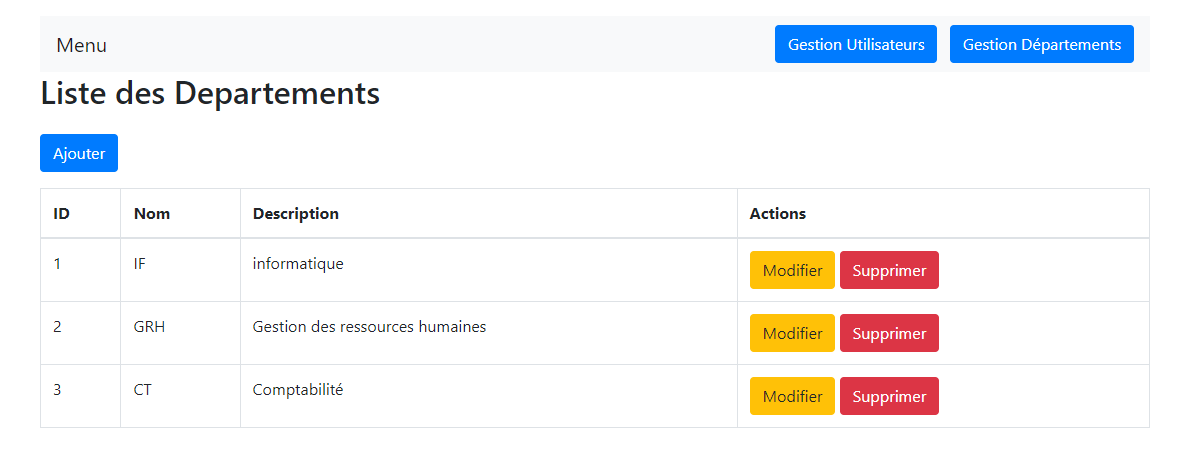 Menu Gestion Utilisateurs Gestion Départements
Liste des Departements
Ajouter
ID Nom Description Actions
1 IF informatique Modifier Supprimer
2 GRH Gestion des ressources humaines Modifier Supprimer
3 CT Comptabilité Modifier Supprimer